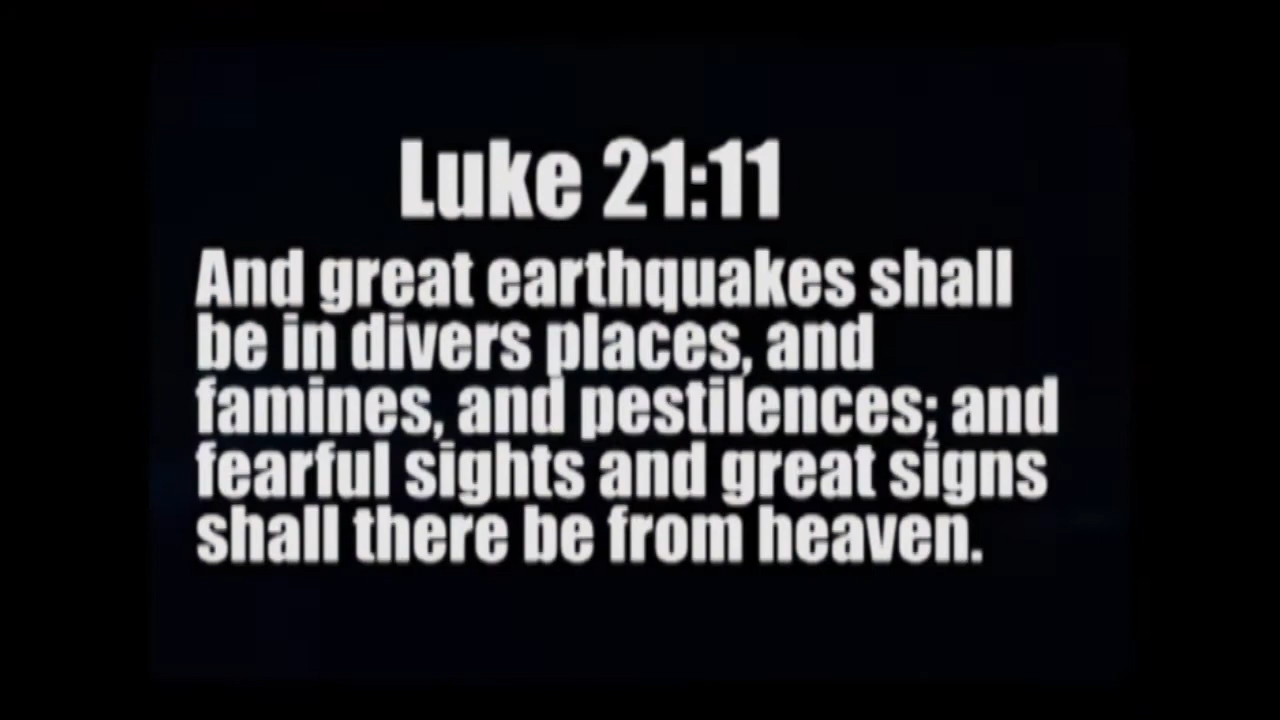 Luke 21:11
And great earthquakes shall
be in divers places, and
famines, and pestilences; and
fearful sights and great signs
shall there be from heaven.